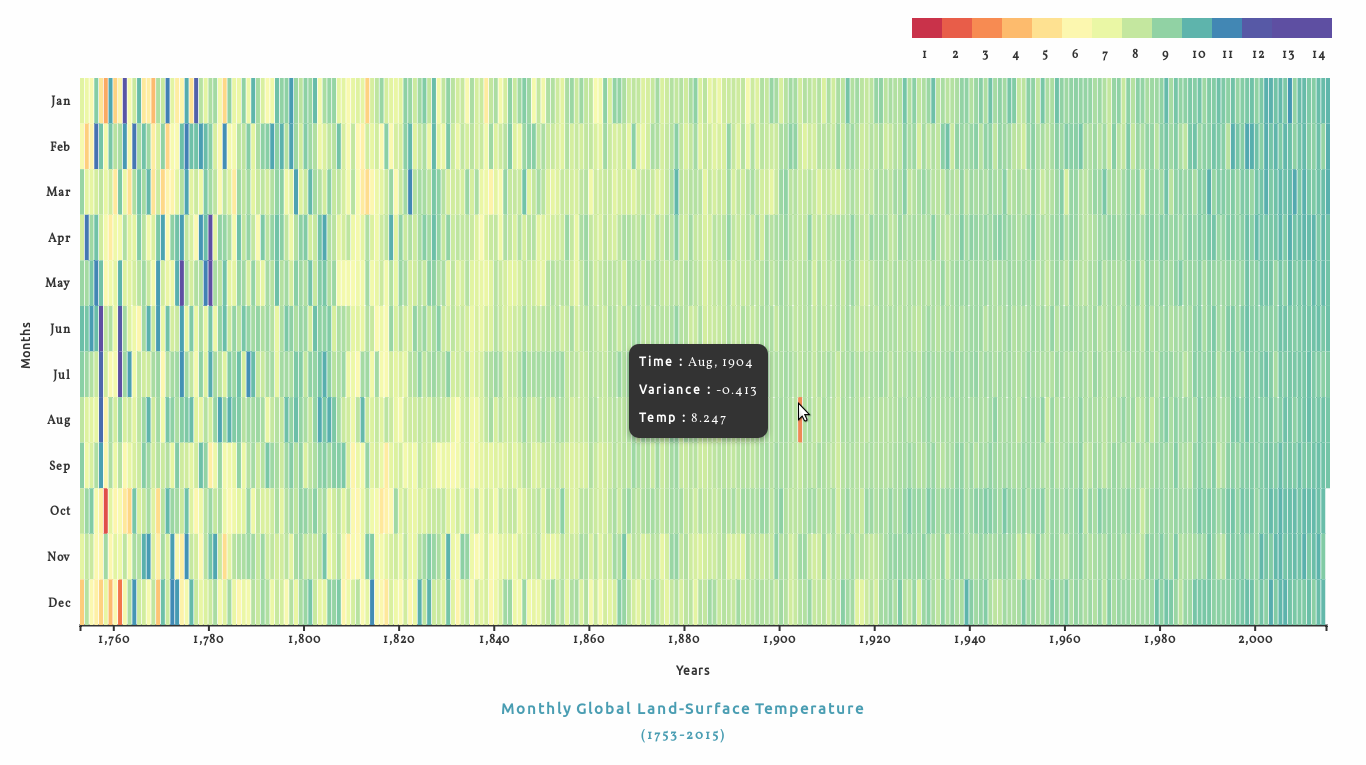 1 2 3 4 5 6 7 8 9 10 11 12 13 14
Jan
Feb
Mar
Apr
May
Jun
Jul
Aug
Sep
Oct
Nov
Dec
Months
Time : Aug, 1904
Variance : -0.413
Temp : 8.247
1,760 1,780 1,800 1,820 1,840 1,860 1,880 1,900 1,920 1,940 1,960 1,980 2,000
Years
Monthly Global Land-Surface Temperature
(1753-2015)